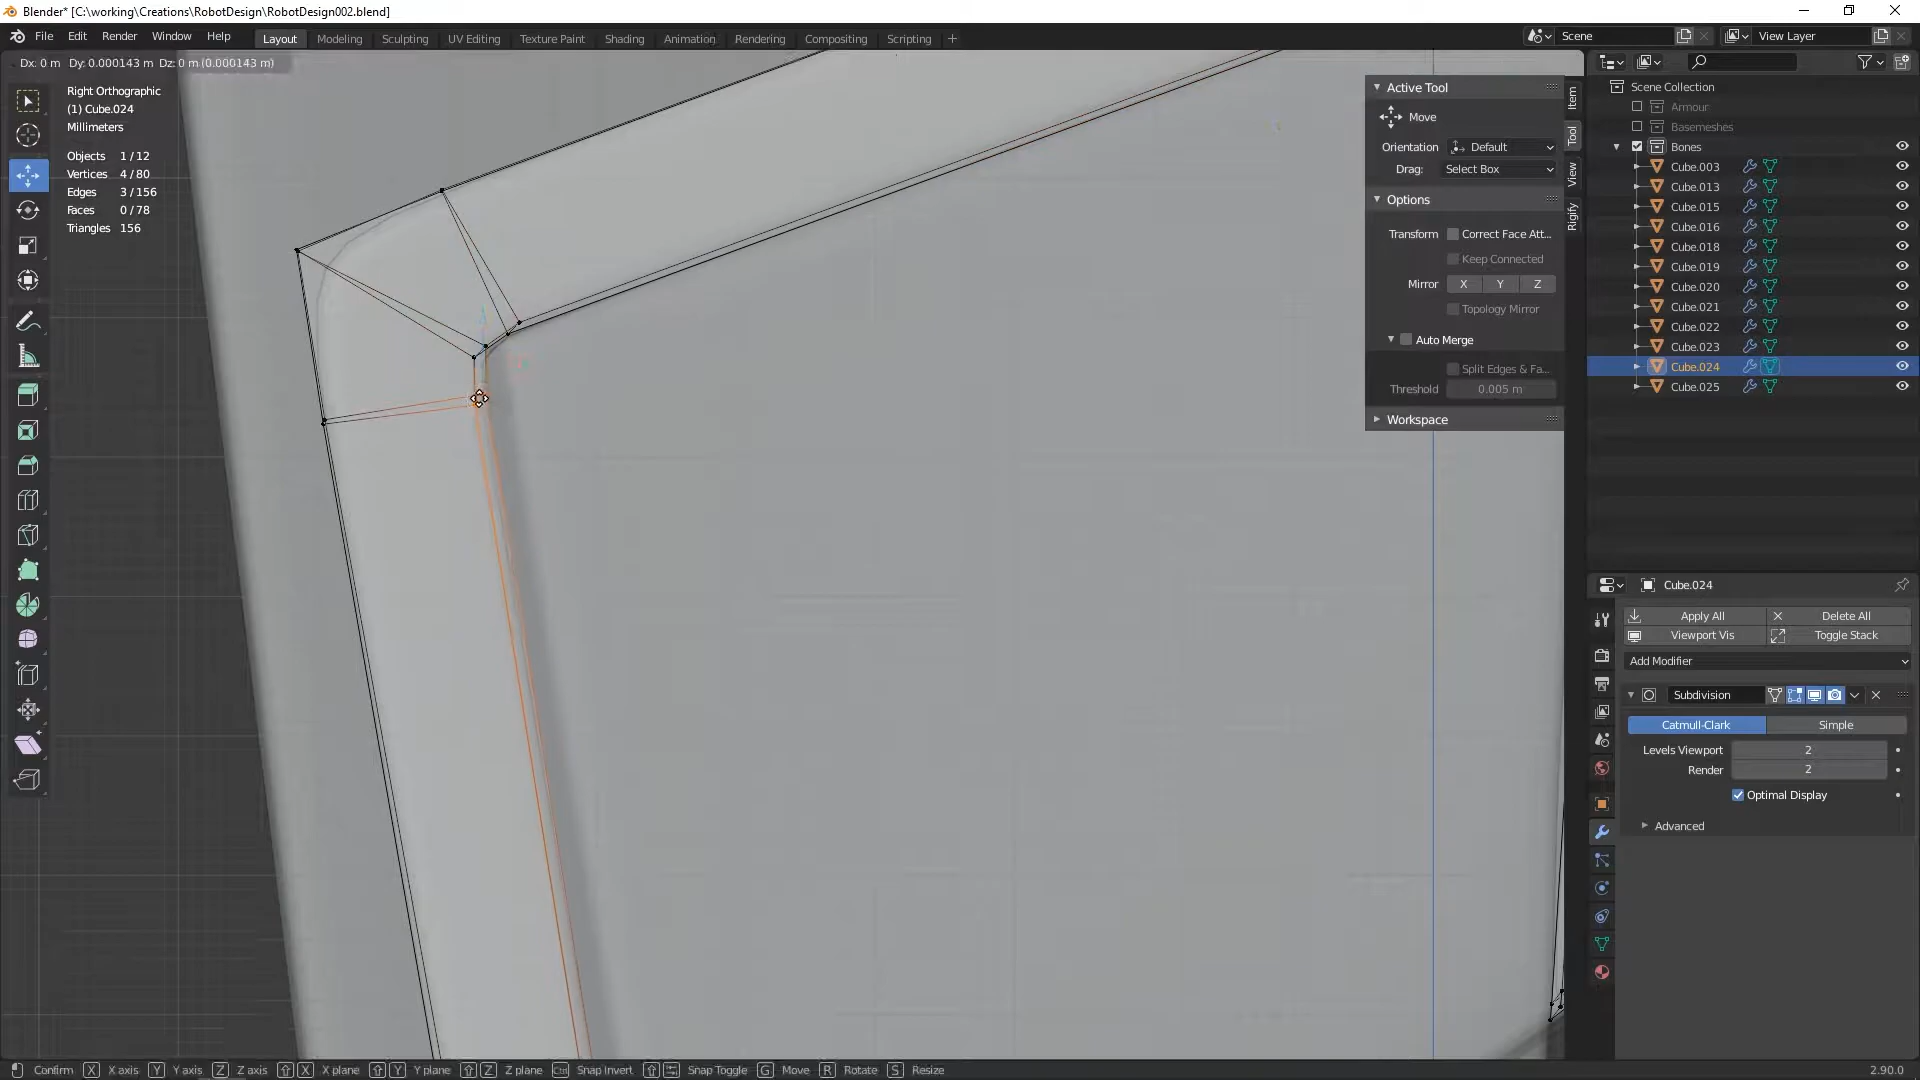 Blender* [C:\working\Creations\RobotDesign\RobotDesign002.blend]
File Edit Render Window Help Layout Modeling Sculpting UV Editing Texture Paint Shading Animation Rendering Compositing Scripting + Scene View Layer
Dx: 0 m Dy: 0.000143 m Dz: 0 m (0.000143 m)
Right Orthographic
(1) Cube.024
Millimeters
Objects 1 / 12
Vertices 4 / 80
Edges 3 / 156
Faces 0 / 78
Triangles 156
Active Tool
Move
Orientation Default
Drag: Select Box
Options
Transform Correct Face Att...
Keep Connected
Mirror X Y Z
Topology Mirror
Auto Merge
Split Edges & Fa...
Threshold 0.005 m
Workspace
Item
Tool
View
Rigify
Scene Collection
Armour
Basemeshes
Bones
Cube.003
Cube.013
Cube.015
Cube.016
Cube.018
Cube.019
Cube.020
Cube.021
Cube.022
Cube.023
Cube.024
Cube.025
Cube.024
Apply All Delete All
Viewport Vis Toggle Stack
Add Modifier
Subdivision
Catmull-Clark Simple
Levels Viewport 2
Render 2
Optimal Display
Advanced
Confirm X X axis Y Y axis Z Z axis X X plane Y Y plane Z Z plane Ctrl Snap Invert Snap Toggle G Move R Rotate S Resize 2.90.0